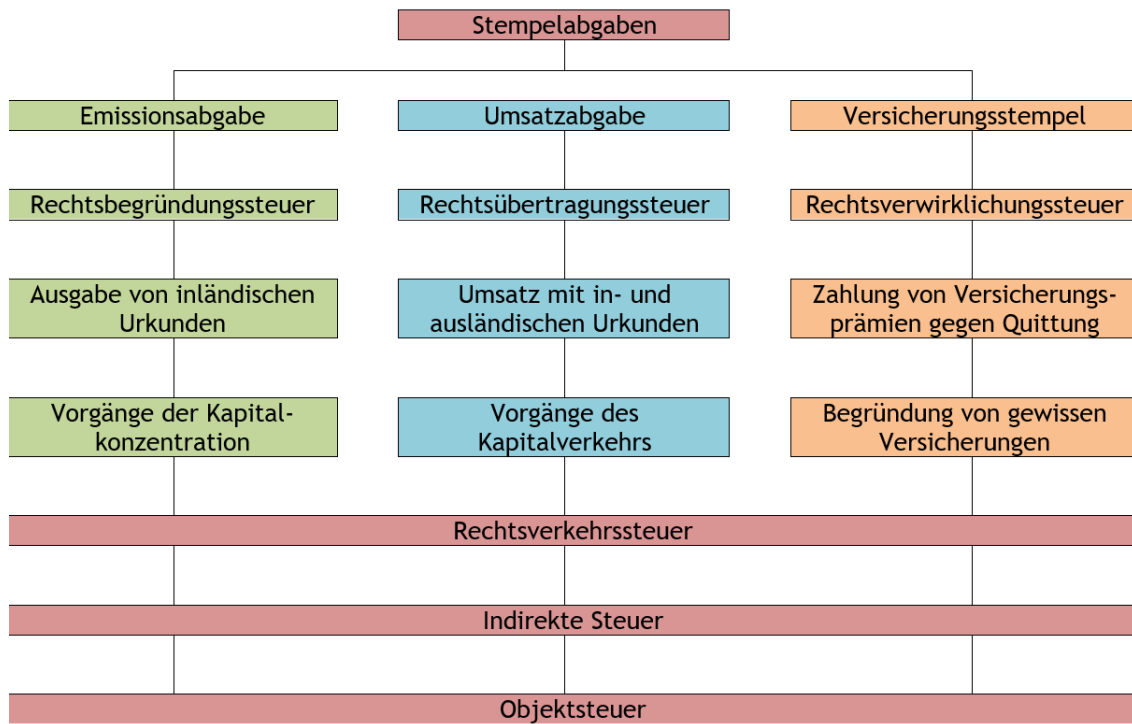 Stempelabgaben
Emissionsabgabe
Umsatzabgabe
Versicherungsstempel
Rechtsbegründungssteuer
Rechtsübertragungssteuer
Rechtsverwirklichungssteuer
Ausgabe von inländischen
Urkunden
Umsatz mit in- und
ausländischen Urkunden
Zahlung von Versicherungs-
prämien gegen Quittung
Vorgänge der Kapital-
konzentration
Vorgänge des
Kapitalverkehrs
Begründung von gewissen
Versicherungen
Rechtsverkehrssteuer
Indirekte Steuer
Objektsteuer